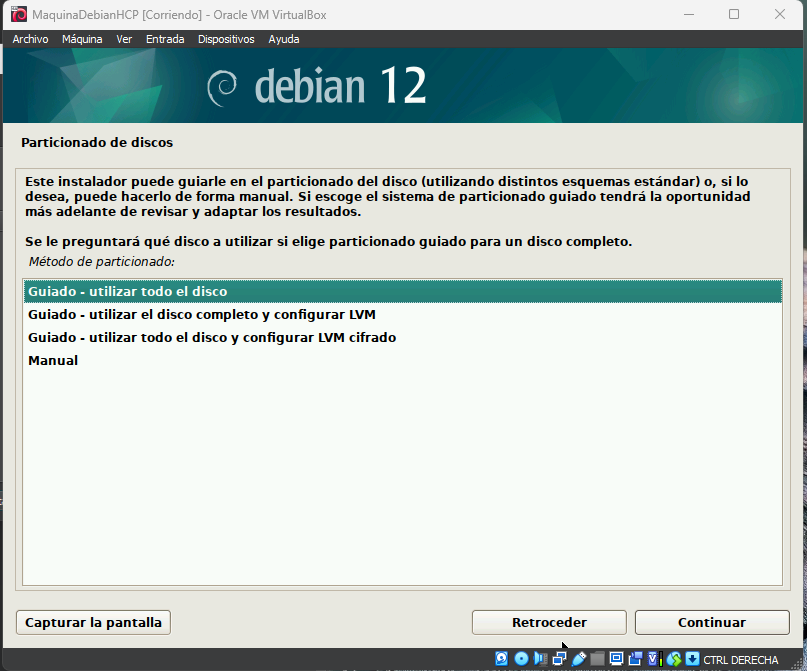 MaquinaDebianHCP [Corriendo] - Oracle VM VirtualBox
Archivo Máquina Ver Entrada Dispositivos Ayuda
debian 12
Particionado de discos
Este instalador puede guiarle en el particionado del disco (utilizando distintos esquemas estándar) o, si lo
desea, puede hacerlo de forma manual. Si escoge el sistema de particionado guiado tendrá la oportunidad
más adelante de revisar y adaptar los resultados.
Se le preguntará qué disco a utilizar si elige particionado guiado para un disco completo.
Método de particionado:
Guiado - utilizar todo el disco
Guiado - utilizar el disco completo y configurar LVM
Guiado - utilizar todo el disco y configurar LVM cifrado
Manual
Capturar la pantalla
Retroceder
Continuar
CTRL DERECHA